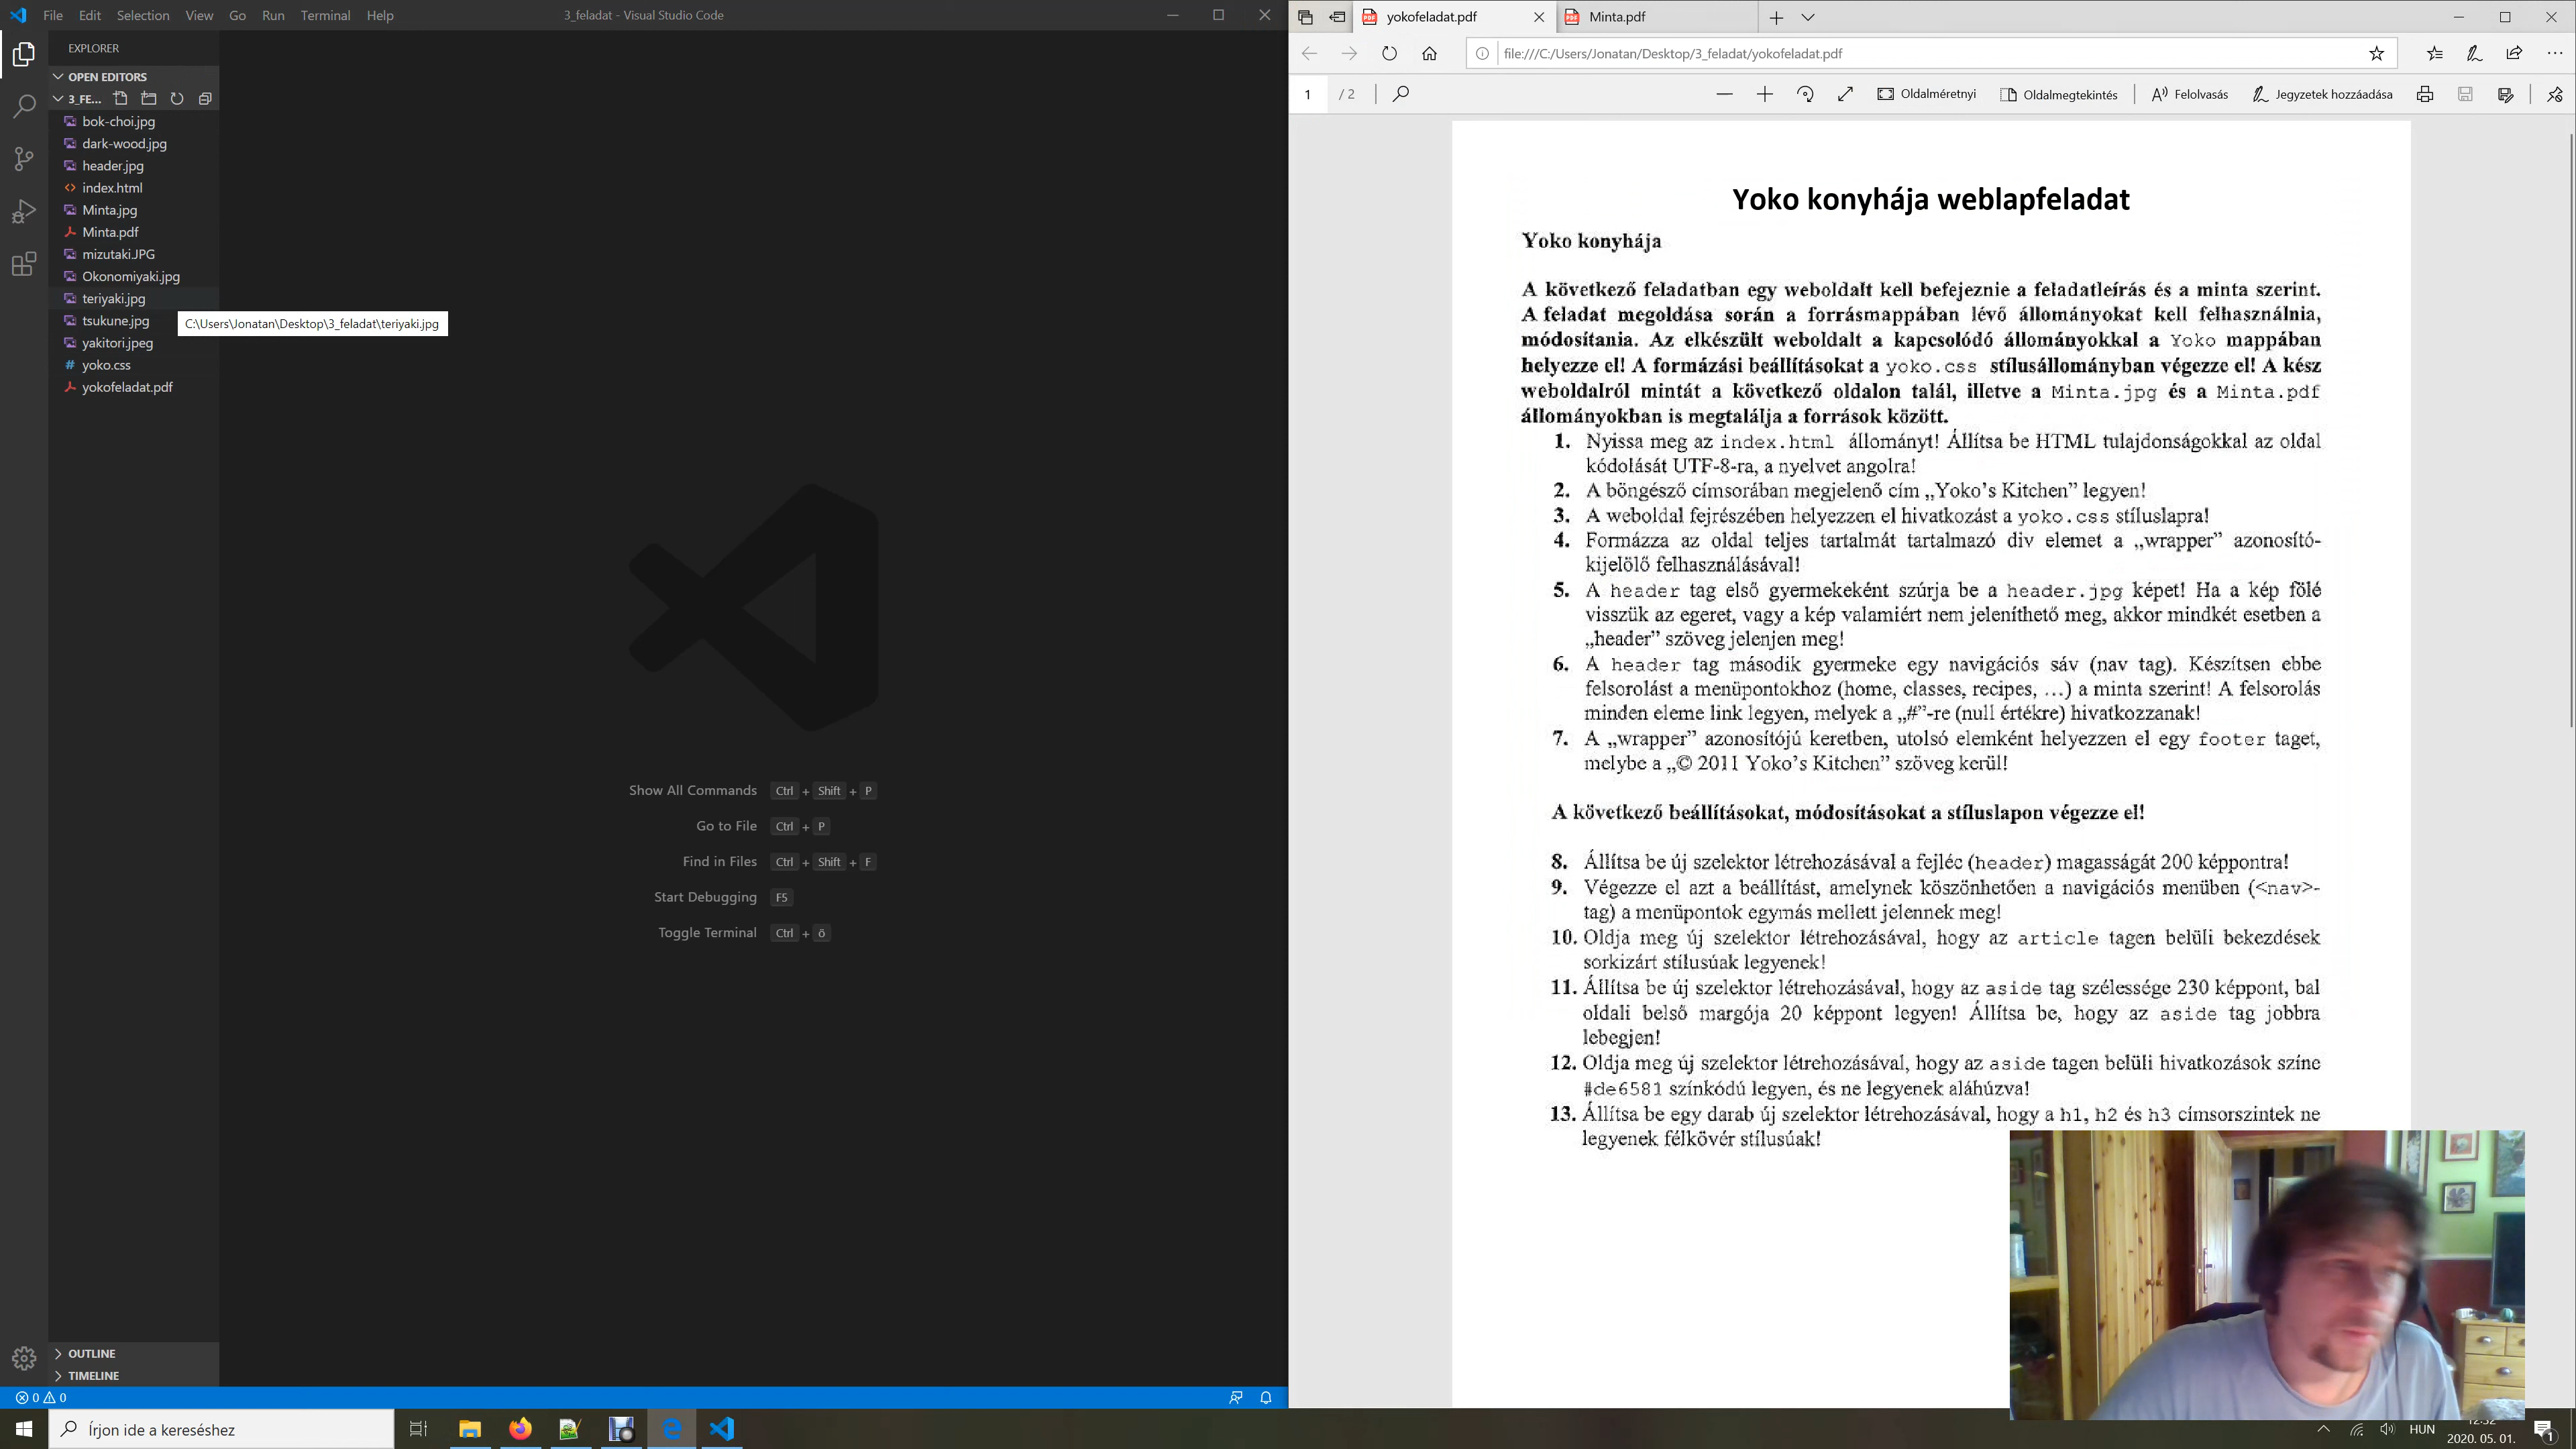 File Edit Selection View Go Run Terminal Help
3_feladat - Visual Studio Code
EXPLORER
OPEN EDITORS
3_FE...
bok-choi.jpg
dark-wood.jpg
header.jpg
index.html
Minta.jpg
Minta.pdf
mizutaki.JPG
Okonomiyaki.jpg
teriyaki.jpg
tsukune.jpg
C:\Users\Jonatan\Desktop\3_feladat\teriyaki.jpg
yakitori.jpeg
yoko.css
yokofeladat.pdf
Show All Commands Ctrl + Shift + P
Go to File Ctrl + P
Find in Files Ctrl + Shift + F
Start Debugging F5
Toggle Terminal Ctrl + ö
OUTLINE
TIMELINE
0 0
yokofeladat.pdf
Minta.pdf
file:///C:/Users/Jonatan/Desktop/3_feladat/yokofeladat.pdf
1 / 2
Oldalméretnyi
Oldalmegtekintés
Felolvasás
Jegyzetek hozzáadása
Yoko konyhája weblapfeladat
Yoko konyhája
A következő feladatban egy weboldalt kell befejeznie a feladatleírás és a minta szerint.
A feladat megoldása során a forrásmappában lévő állományokat kell felhasználnia,
módosítania. Az elkészült weboldalt a kapcsolódó állományokkal a Yoko mappában
helyezze el! A formázási beállításokat a yoko.css stílusállományban végezze el! A kész
weboldalról mintát a következő oldalon talál, illetve a Minta.jpg és a Minta.pdf
állományokban is megtalálja a források között.
1. Nyissa meg az index.html állományt! Állítsa be HTML tulajdonságokkal az oldal
kódolását UTF-8-ra, a nyelvet angolra!
2. A böngésző címsorában megjelenő cím „Yoko’s Kitchen” legyen!
3. A weboldal fejrészében helyezzen el hivatkozást a yoko.css stíluslapra!
4. Formázza az oldal teljes tartalmát tartalmazó div elemet a „wrapper” azonosító-
kijelölő felhasználásával!
5. A header tag első gyermekeként szúrja be a header.jpg képet! Ha a kép fölé
visszük az egeret, vagy a kép valamiért nem jeleníthető meg, akkor mindkét esetben a
„header” szöveg jelenjen meg!
6. A header tag második gyermeke egy navigációs sáv (nav tag). Készítsen ebbe
felsorolást a menüpontokhoz (home, classes, recipes, …) a minta szerint! A felsorolás
minden eleme link legyen, melyek a „#”-re (null értékre) hivatkozzanak!
7. A „wrapper” azonosítójú keretben, utolsó elemként helyezzen el egy footer taget,
melybe a „© 2011 Yoko’s Kitchen” szöveg kerül!
A következő beállításokat, módosításokat a stíluslapon végezze el!
8. Állítsa be új szelektor létrehozásával a fejléc (header) magasságát 200 képpontra!
9. Végezze el azt a beállítást, amelynek köszönhetően a navigációs menüben (<nav>-
tag) a menüpontok egymás mellett jelennek meg!
10. Oldja meg új szelektor létrehozásával, hogy az article tagen belüli bekezdések
sorkizárt stílusúak legyenek!
11. Állítsa be új szelektor létrehozásával, hogy az aside tag szélessége 230 képpont, bal
oldali belső margója 20 képpont legyen! Állítsa be, hogy az aside tag jobbra
lebegjen!
12. Oldja meg új szelektor létrehozásával, hogy az aside tagen belüli hivatkozások színe
#de6581 színkódú legyen, és ne legyenek aláhúzva!
13. Állítsa be egy darab új szelektor létrehozásával, hogy a h1, h2 és h3 címsorszintek ne
legyenek félkövér stílusúak!
Írjon ide a kereséshez
HUN
2020. 05. 01.
1